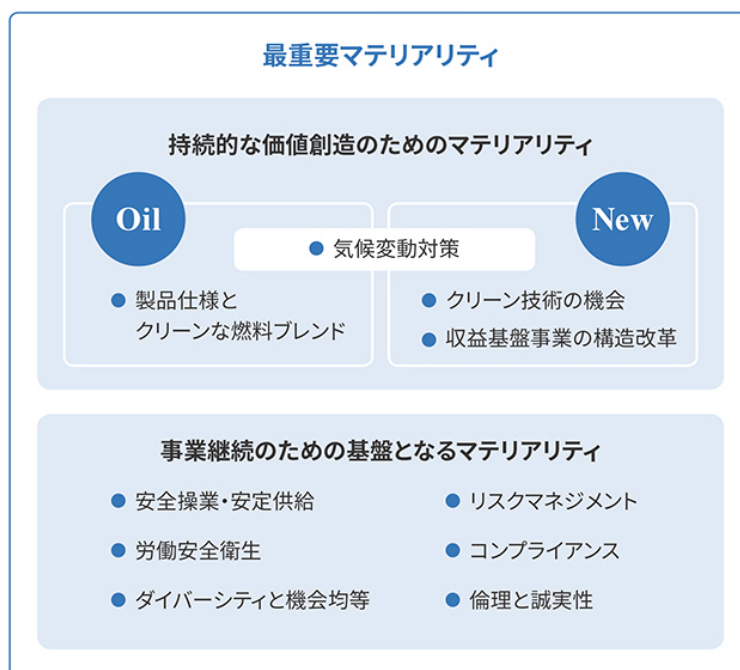 最重要マテリアリティ
持続的な価値創造のためのマテリアリティ
Oil
New
● 気候変動対策
● 製品仕様と
クリーンな燃料ブレンド
● クリーン技術の機会
● 収益基盤事業の構造改革
事業継続のための基盤となるマテリアリティ
● 安全操業・安定供給
● リスクマネジメント
● 労働安全衛生
● コンプライアンス
● ダイバーシティと機会均等
● 倫理と誠実性